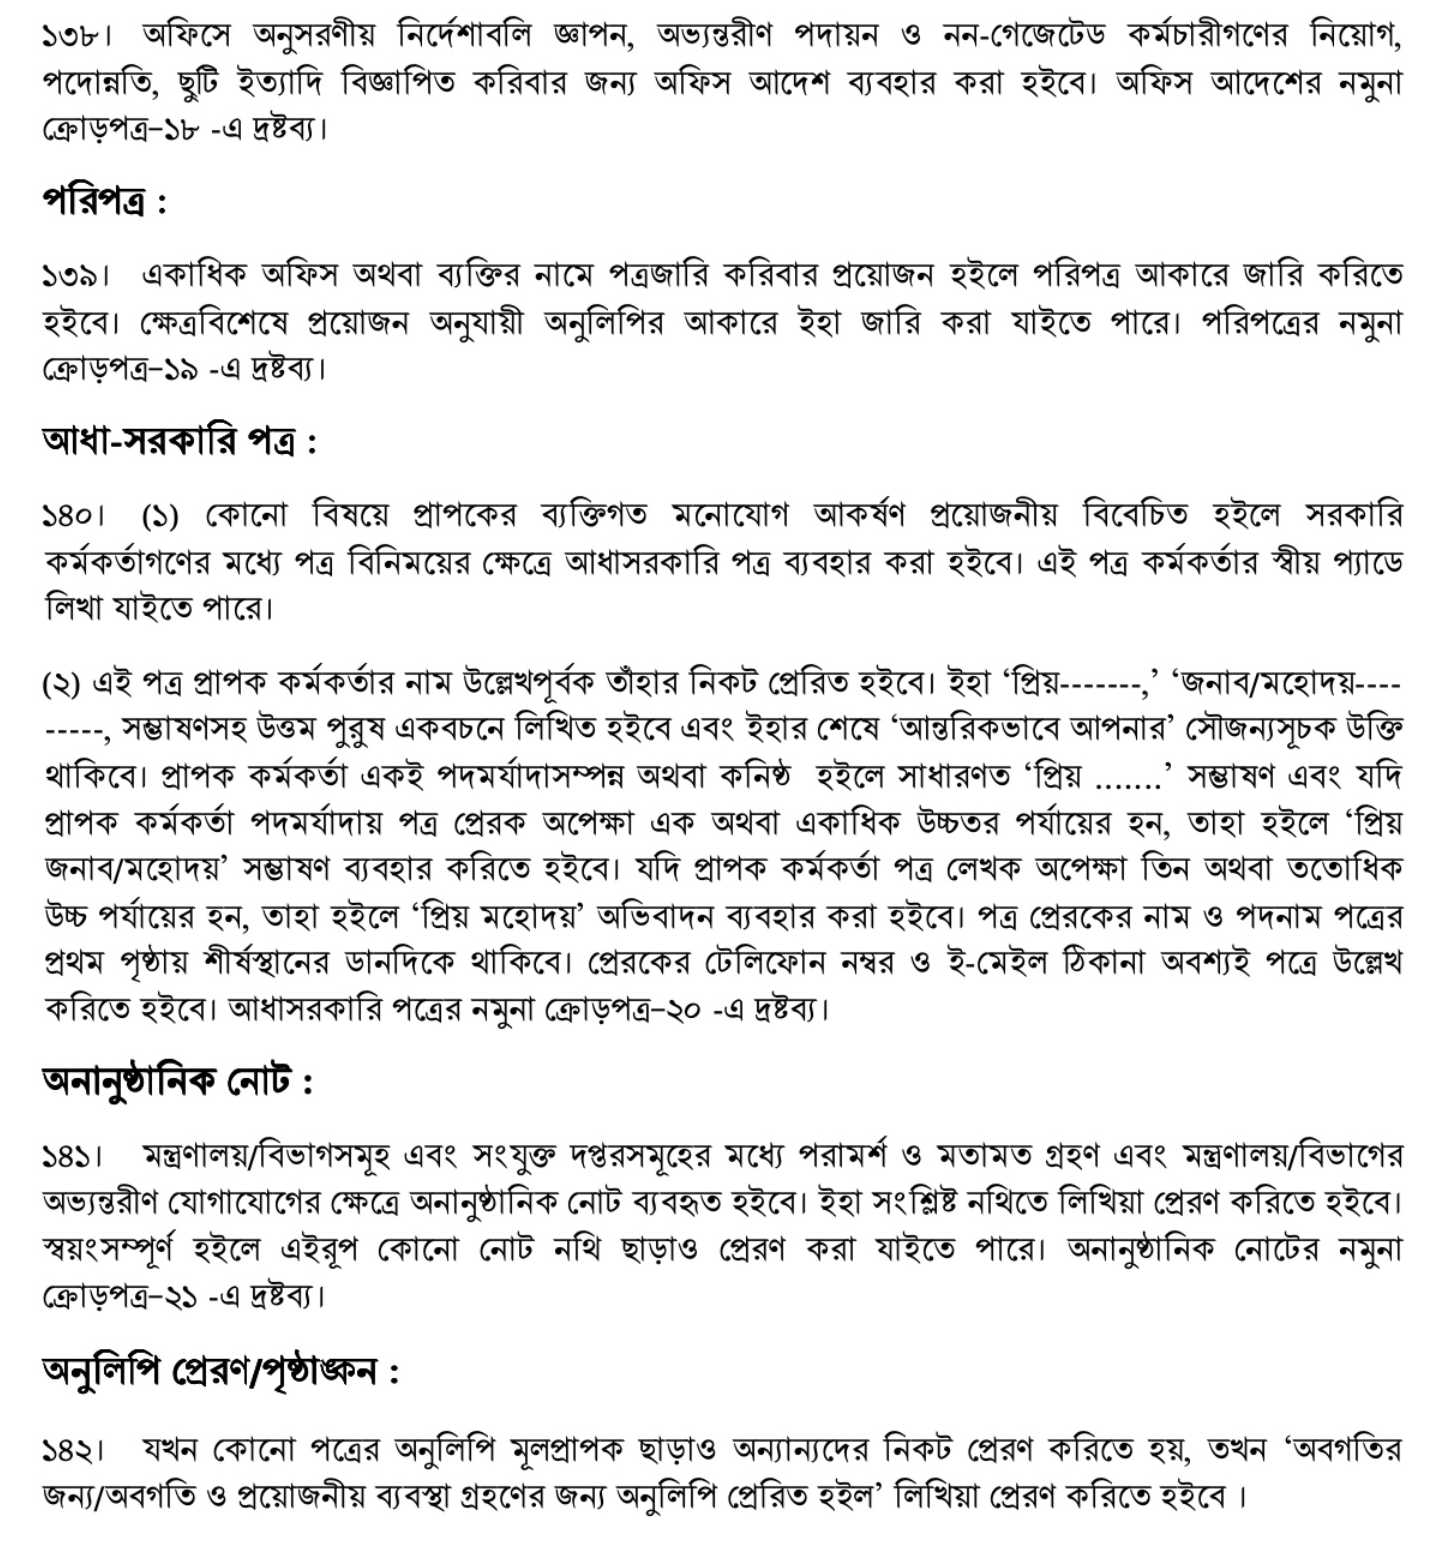 ১৩৮। অফিসে অনুসরণীয় নির্দেশাবলি জ্ঞাপন, অভ্যন্তরীণ পদায়ন ও নন-গেজেটেড কর্মচারীগণের নিয়োগ,
পদোন্নতি, ছুটি ইত্যাদি বিজ্ঞাপিত করিবার জন্য অফিস আদেশ ব্যবহার করা হইবে। অফিস আদেশের নমুনা
ক্রোড়পত্র–১৮ -এ দ্রষ্টব্য।
পরিপত্র :
১৩৯। একাধিক অফিস অথবা ব্যক্তির নামে পত্রজারি করিবার প্রয়োজন হইলে পরিপত্র আকারে জারি করিতে
হইবে। ক্ষেত্রবিশেষে প্রয়োজন অনুযায়ী অনুলিপির আকারে ইহা জারি করা যাইতে পারে। পরিপত্রের নমুনা
ক্রোড়পত্র–১৯ -এ দ্রষ্টব্য।
আধা-সরকারি পত্র :
১৪০। (১) কোনো বিষয়ে প্রাপকের ব্যক্তিগত মনোযোগ আকর্ষণ প্রয়োজনীয় বিবেচিত হইলে সরকারি
কর্মকর্তাগণের মধ্যে পত্র বিনিময়ের ক্ষেত্রে আধাসরকারি পত্র ব্যবহার করা হইবে। এই পত্র কর্মকর্তার স্বীয় প্যাডে
লিখা যাইতে পারে।
(২) এই পত্র প্রাপক কর্মকর্তার নাম উল্লেখপূর্বক তাঁহার নিকট প্রেরিত হইবে। ইহা ‘প্রিয়-------,’ ‘জনাব/মহোদয়----
-----, সম্ভাষণসহ উত্তম পুরুষ একবচনে লিখিত হইবে এবং ইহার শেষে ‘আন্তরিকভাবে আপনার’ সৌজন্যসূচক উক্তি
থাকিবে। প্রাপক কর্মকর্তা একই পদমর্যাদাসম্পন্ন অথবা কনিষ্ঠ হইলে সাধারণত ‘প্রিয় .......’ সম্ভাষণ এবং যদি
প্রাপক কর্মকর্তা পদমর্যাদায় পত্র প্রেরক অপেক্ষা এক অথবা একাধিক উচ্চতর পর্যায়ের হন, তাহা হইলে ‘প্রিয়
জনাব/মহোদয়’ সম্ভাষণ ব্যবহার করিতে হইবে। যদি প্রাপক কর্মকর্তা পত্র লেখক অপেক্ষা তিন অথবা ততোধিক
উচ্চ পর্যায়ের হন, তাহা হইলে ‘প্রিয় মহোদয়’ অভিবাদন ব্যবহার করা হইবে। পত্র প্রেরকের নাম ও পদনাম পত্রের
প্রথম পৃষ্ঠায় শীর্ষস্থানের ডানদিকে থাকিবে। প্রেরকের টেলিফোন নম্বর ও ই-মেইল ঠিকানা অবশ্যই পত্রে উল্লেখ
করিতে হইবে। আধাসরকারি পত্রের নমুনা ক্রোড়পত্র–২০ -এ দ্রষ্টব্য।
অনানুষ্ঠানিক নোট :
১৪১। মন্ত্রণালয়/বিভাগসমূহ এবং সংযুক্ত দপ্তরসমূহের মধ্যে পরামর্শ ও মতামত গ্রহণ এবং মন্ত্রণালয়/বিভাগের
অভ্যন্তরীণ যোগাযোগের ক্ষেত্রে অনানুষ্ঠানিক নোট ব্যবহৃত হইবে। ইহা সংশ্লিষ্ট নথিতে লিখিয়া প্রেরণ করিতে হইবে।
স্বয়ংসম্পূর্ণ হইলে এইরূপ কোনো নোট নথি ছাড়াও প্রেরণ করা যাইতে পারে। অনানুষ্ঠানিক নোটের নমুনা
ক্রোড়পত্র–২১ -এ দ্রষ্টব্য।
অনুলিপি প্রেরণ/পৃষ্ঠাঙ্কন :
১৪২। যখন কোনো পত্রের অনুলিপি মূলপ্রাপক ছাড়াও অন্যান্যদের নিকট প্রেরণ করিতে হয়, তখন ‘অবগতির
জন্য/অবগতি ও প্রয়োজনীয় ব্যবস্থা গ্রহণের জন্য অনুলিপি প্রেরিত হইল’ লিখিয়া প্রেরণ করিতে হইবে ।